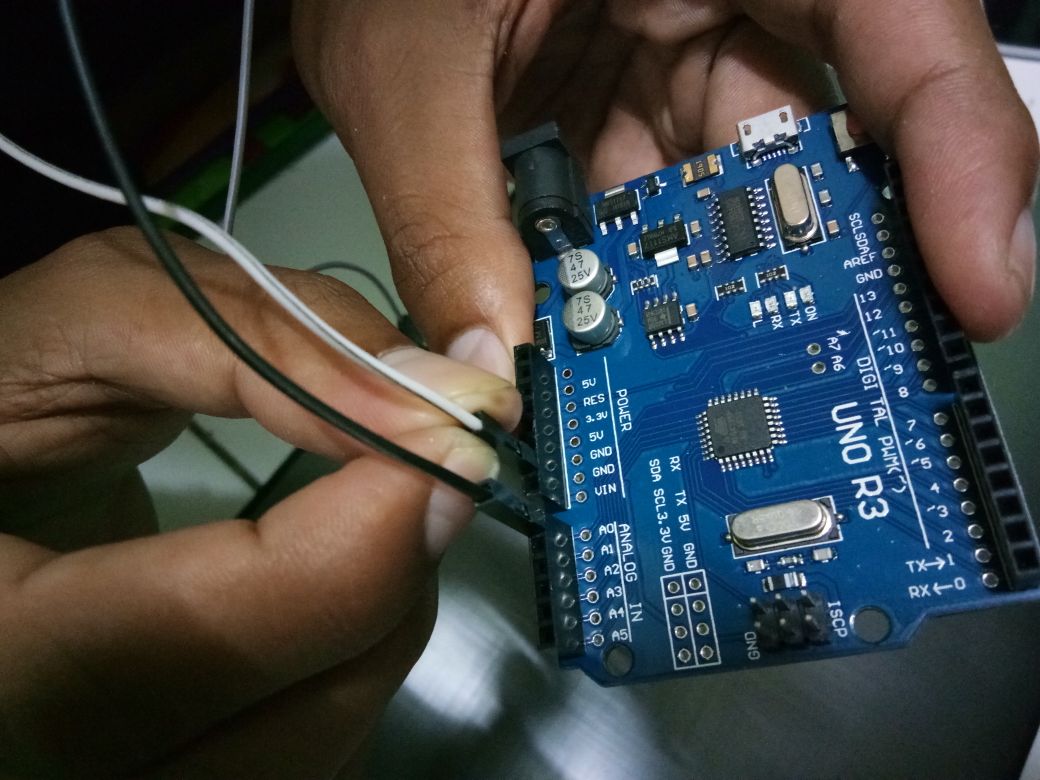 7S
47
25V
7S
47
25V
5V
RES
3.3V
5V
GND
GND
VIN
POWER
A0
A1
A2
A3
A4
A5
ANALOG IN
L
RX
TX
ON
A7
A6
SCL
SDA
AREF
GND
13
12
~11
~10
~9
8
7
~6
~5
4
~3
2
TX→1
RX←0
DIGI TAL PWM(~)
UNO R3
RX TX 5V GND
SDA SCL 3.3V GND
GND
ISCP